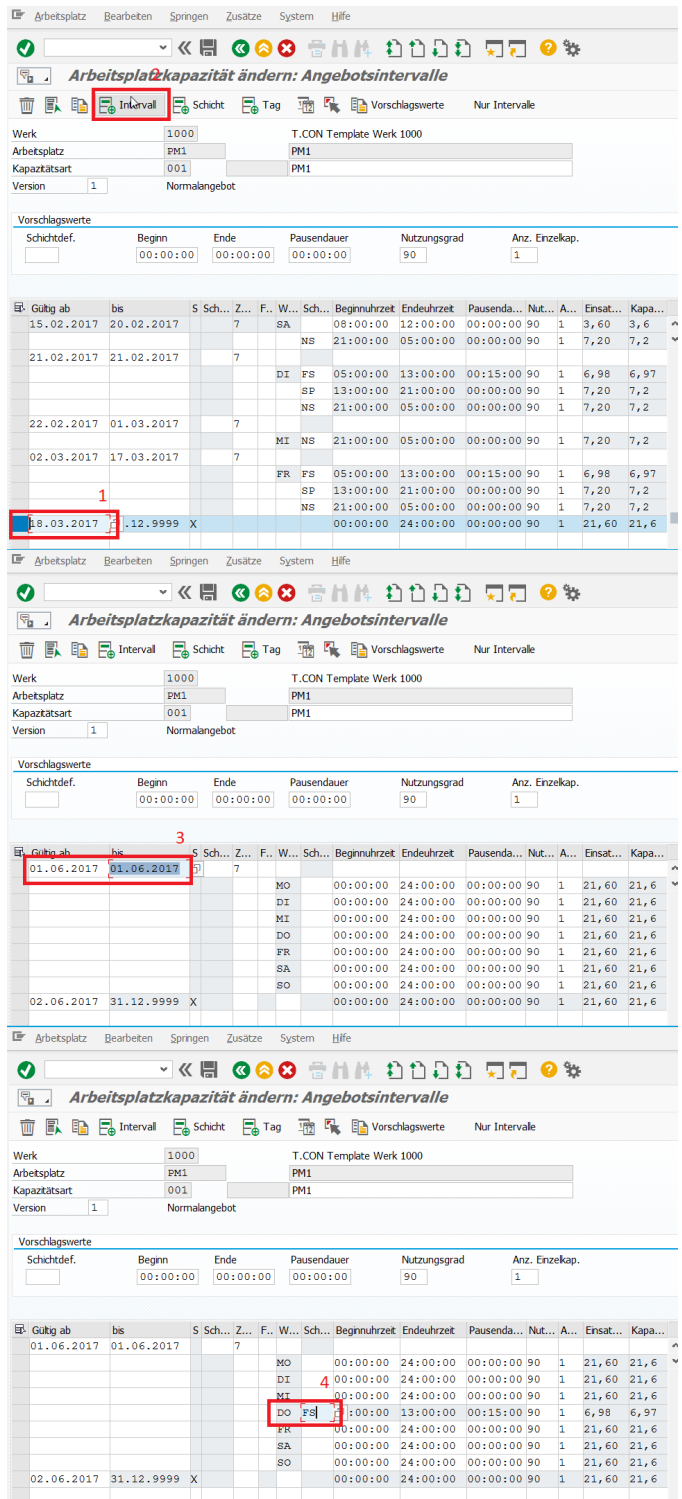 Arbeitsplatz Bearbeiten Springen Zusätze System Hilfe
Arbeitsplatzkapazität ändern: Angebotsintervalle
2
Intervall Schicht Tag Vorschlagswerte Nur Intervalle
Werk 1000 T.CON Template Werk 1000
Arbeitsplatz PM1 PM1
Kapazitätsart 001 PM1
Version 1 Normalangebot
Vorschlagswerte
Schichtdef. Beginn Ende Pausendauer Nutzungsgrad Anz. Einzelkap.
00:00:00 00:00:00 00:00:00 90 1
Gültig ab bis S Sch... Z... F.. W... Sch... Beginnuhrzeit Endeuhrzeit Pausenda... Nut... A... Einsat... Kapa...
15.02.2017 20.02.2017 7 SA 08:00:00 12:00:00 00:00:00 90 1 3,60 3,6
NS 21:00:00 05:00:00 00:00:00 90 1 7,20 7,2
21.02.2017 21.02.2017 7
DI FS 05:00:00 13:00:00 00:15:00 90 1 6,98 6,97
SP 13:00:00 21:00:00 00:00:00 90 1 7,20 7,2
NS 21:00:00 05:00:00 00:00:00 90 1 7,20 7,2
22.02.2017 01.03.2017 7
MI NS 21:00:00 05:00:00 00:00:00 90 1 7,20 7,2
02.03.2017 17.03.2017 7
FR FS 05:00:00 13:00:00 00:15:00 90 1 6,98 6,97
SP 13:00:00 21:00:00 00:00:00 90 1 7,20 7,2
1
NS 21:00:00 05:00:00 00:00:00 90 1 7,20 7,2
18.03.2017 .12.9999 X 00:00:00 24:00:00 00:00:00 90 1 21,60 21,6
Arbeitsplatz Bearbeiten Springen Zusätze System Hilfe
Arbeitsplatzkapazität ändern: Angebotsintervalle
Intervall Schicht Tag Vorschlagswerte Nur Intervalle
Werk 1000 T.CON Template Werk 1000
Arbeitsplatz PM1 PM1
Kapazitätsart 001 PM1
Version 1 Normalangebot
Vorschlagswerte
Schichtdef. Beginn Ende Pausendauer Nutzungsgrad Anz. Einzelkap.
00:00:00 00:00:00 00:00:00 90 1
3
Gültig ab bis S Sch... Z... F.. W... Sch... Beginnuhrzeit Endeuhrzeit Pausenda... Nut... A... Einsat... Kapa...
01.06.2017 01.06.2017 7
MO 00:00:00 24:00:00 00:00:00 90 1 21,60 21,6
DI 00:00:00 24:00:00 00:00:00 90 1 21,60 21,6
MI 00:00:00 24:00:00 00:00:00 90 1 21,60 21,6
DO 00:00:00 24:00:00 00:00:00 90 1 21,60 21,6
FR 00:00:00 24:00:00 00:00:00 90 1 21,60 21,6
SA 00:00:00 24:00:00 00:00:00 90 1 21,60 21,6
SO 00:00:00 24:00:00 00:00:00 90 1 21,60 21,6
02.06.2017 31.12.9999 X 00:00:00 24:00:00 00:00:00 90 1 21,60 21,6
Arbeitsplatz Bearbeiten Springen Zusätze System Hilfe
Arbeitsplatzkapazität ändern: Angebotsintervalle
Intervall Schicht Tag Vorschlagswerte Nur Intervalle
Werk 1000 T.CON Template Werk 1000
Arbeitsplatz PM1 PM1
Kapazitätsart 001 PM1
Version 1 Normalangebot
Vorschlagswerte
Schichtdef. Beginn Ende Pausendauer Nutzungsgrad Anz. Einzelkap.
00:00:00 00:00:00 00:00:00 90 1
Gültig ab bis S Sch... Z... F.. W... Sch... Beginnuhrzeit Endeuhrzeit Pausenda... Nut... A... Einsat... Kapa...
01.06.2017 01.06.2017 7
MO 00:00:00 24:00:00 00:00:00 90 1 21,60 21,6
DI 00:00:00 24:00:00 00:00:00 90 1 21,60 21,6
4
MI 00:00:00 24:00:00 00:00:00 90 1 21,60 21,6
DO FS :00:00 13:00:00 00:15:00 90 1 6,98 6,97
FR 00:00:00 24:00:00 00:00:00 90 1 21,60 21,6
SA 00:00:00 24:00:00 00:00:00 90 1 21,60 21,6
SO 00:00:00 24:00:00 00:00:00 90 1 21,60 21,6
02.06.2017 31.12.9999 X 00:00:00 24:00:00 00:00:00 90 1 21,60 21,6